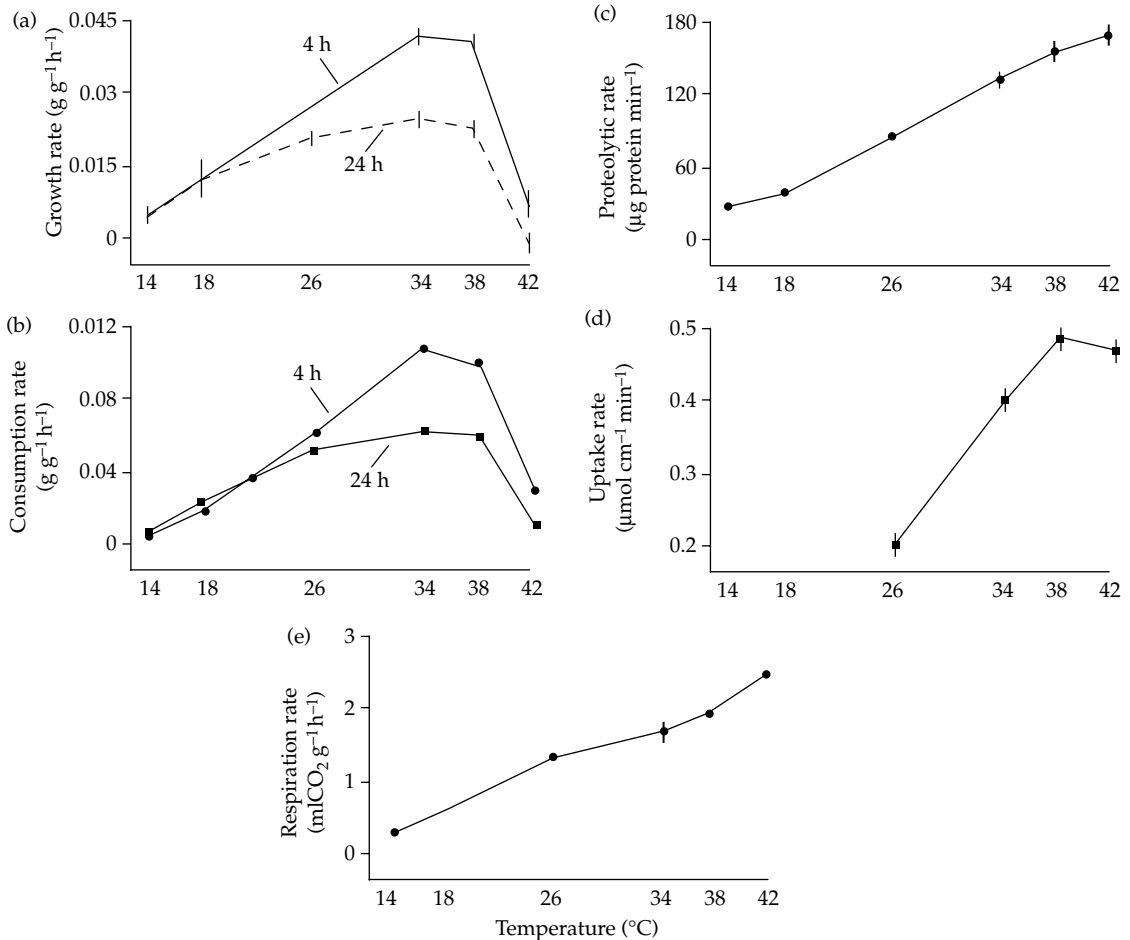 (a)
Growth rate (g g⁻¹h⁻¹)
0.045
0.03
0.015
0
4 h
24 h
14 18 26 34 38 42
(b)
Consumption rate
(g g⁻¹ h⁻¹)
0.012
0.08
0.04
0
4 h
24 h
14 18 26 34 38 42
(c)
Proteolytic rate
(µg protein min⁻¹)
180
120
60
0
14 18 26 34 38 42
(d)
Uptake rate
(µmol cm⁻¹ min⁻¹)
0.5
0.4
0.3
0.2
14 18 26 34 38 42
(e)
Respiration rate
(mlCO₂ g⁻¹h⁻¹)
3
2
1
0
14 18 26 34 38 42
Temperature (°C)